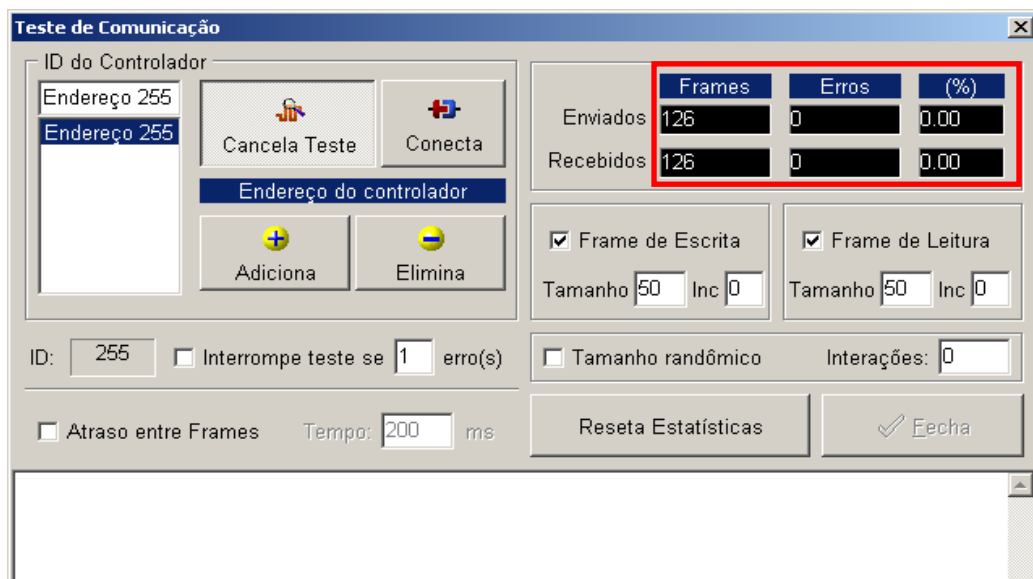 Teste de Comunicação
ID do Controlador
Endereço 255
Endereço 255
Cancela Teste
Conecta
Endereço do controlador
Adiciona
Elimina
Frames Erros (%)
Enviados 126 0 0.00
Recebidos 126 0 0.00
Frame de Escrita
Tamanho 50 Inc 0
Frame de Leitura
Tamanho 50 Inc 0
ID: 255 Interrompe teste se 1 erro(s)
Tamanho randômico Interações: 0
Atraso entre Frames Tempo: 200 ms
Reseta Estatísticas
Fecha